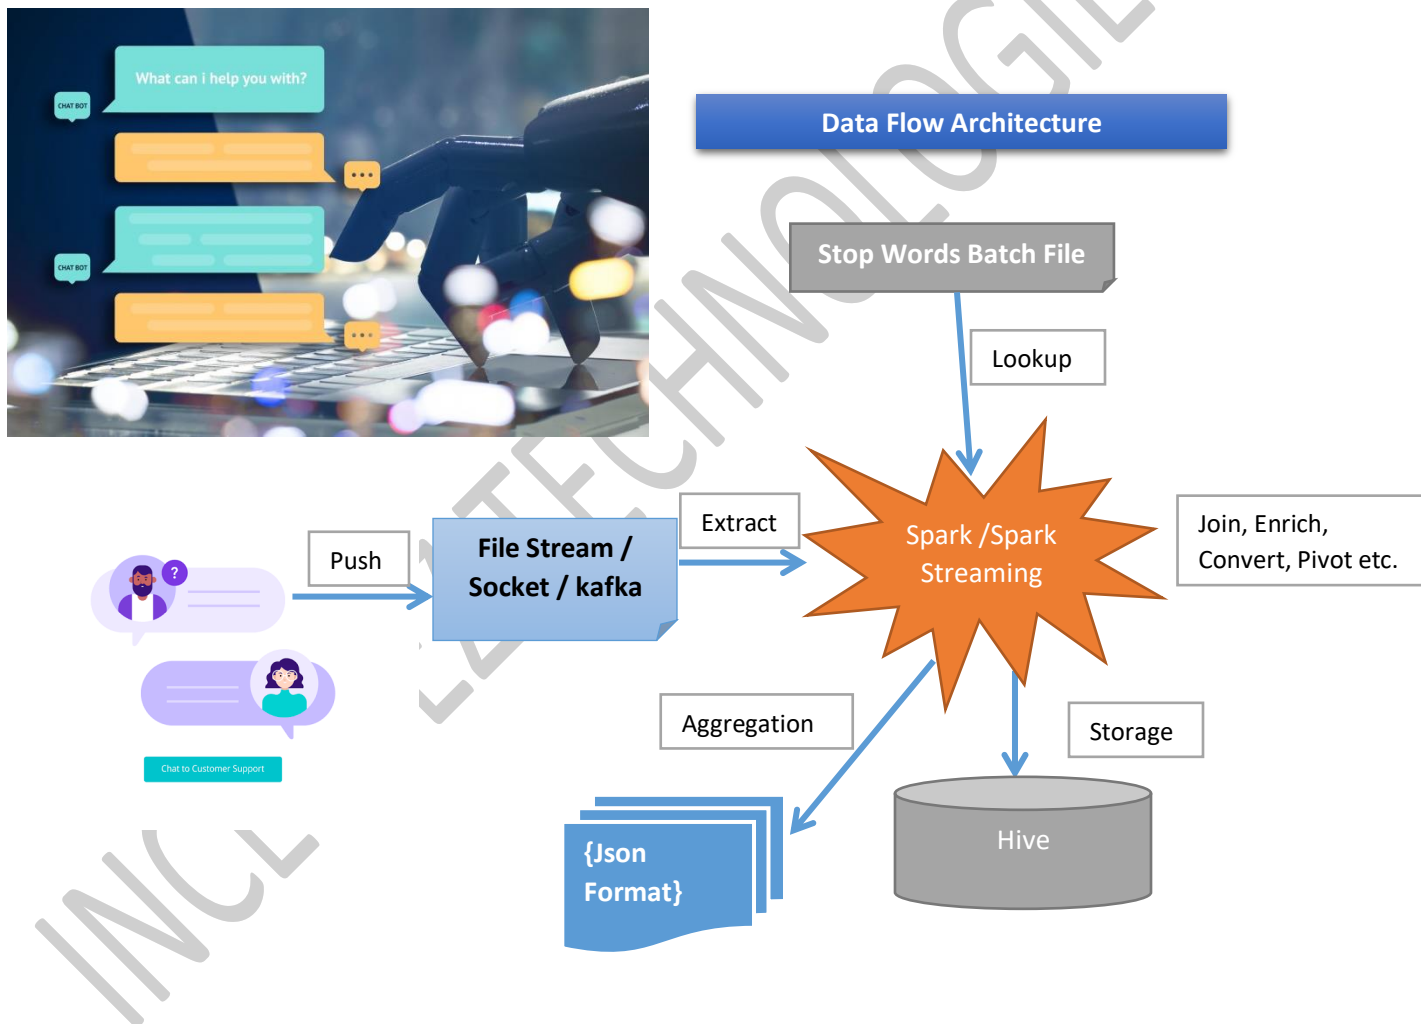 What can i help you with?
CHAT BOT
CHAT BOT
Data Flow Architecture
Stop Words Batch File
Lookup
Push
File Stream /
Socket / kafka
Extract
Spark /Spark
Streaming
Join, Enrich,
Convert, Pivot etc.
?
Chat to Customer Support
Aggregation
Storage
{Json
Format}
Hive